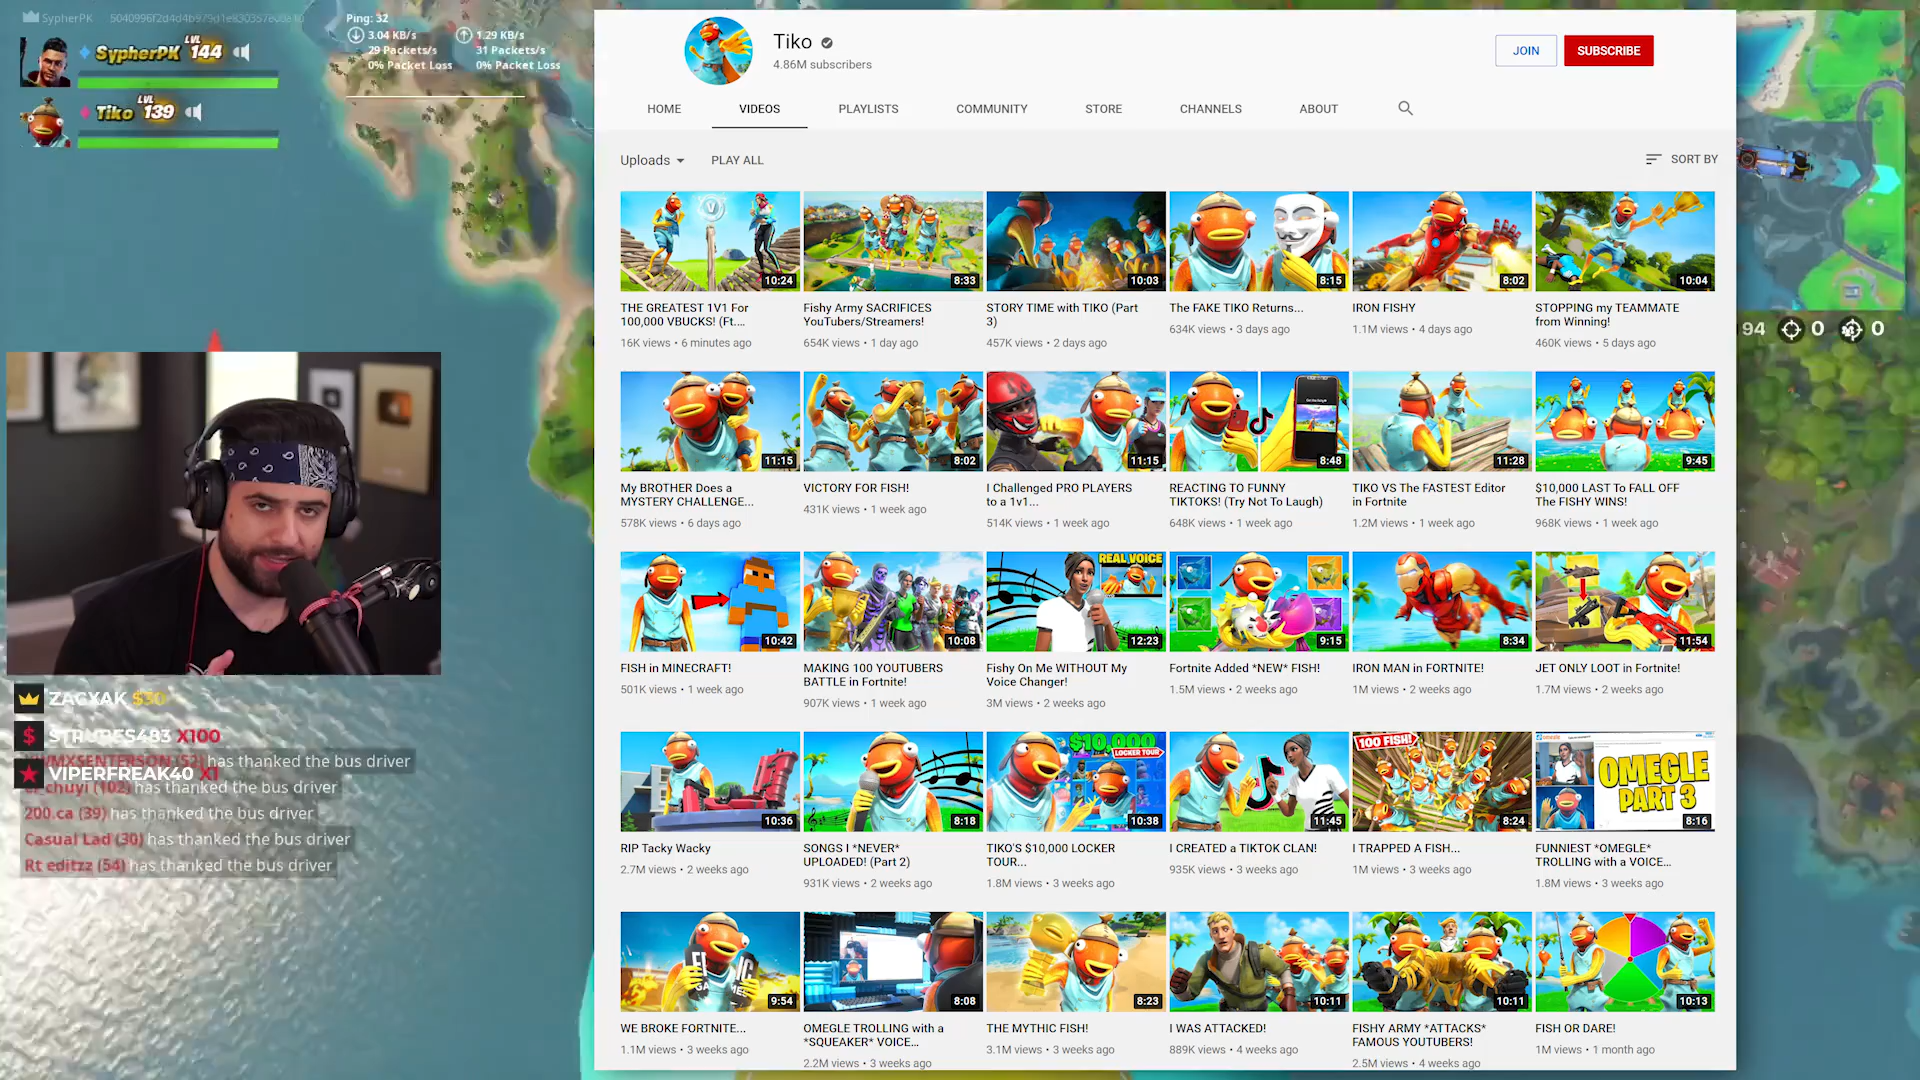 SypherPK
Ping: 32
3.04 KB/s
1.29 KB/s
29 Packets/s
31 Packets/s
0% Packet Loss
0% Packet Loss
SypherPK LVL 144
Tiko LVL 139
Tiko
4.86M subscribers
JOIN
SUBSCRIBE
HOME
VIDEOS
PLAYLISTS
COMMUNITY
STORE
CHANNELS
ABOUT
Uploads
PLAY ALL
SORT BY
94
0
0
10:24
8:33
10:03
8:15
8:02
10:04
THE GREATEST 1V1 For
100,000 VBUCKS! (Ft....
16K views • 6 minutes ago
Fishy Army SACRIFICES
YouTubers/Streamers!
654K views • 1 day ago
STORY TIME with TIKO (Part
3)
457K views • 2 days ago
The FAKE TIKO Returns...
634K views • 3 days ago
IRON FISHY
1.1M views • 4 days ago
STOPPING my TEAMMATE
from Winning!
460K views • 5 days ago
11:15
8:02
11:15
8:48
11:28
9:45
My BROTHER Does a
MYSTERY CHALLENGE...
578K views • 6 days ago
VICTORY FOR FISH!
431K views • 1 week ago
I Challenged PRO PLAYERS
to a 1v1...
514K views • 1 week ago
REACTING TO FUNNY
TIKTOKS! (Try Not To Laugh)
648K views • 1 week ago
TIKO VS The FASTEST Editor
in Fortnite
1.2M views • 1 week ago
$10,000 LAST To FALL OFF
The FISHY WINS!
968K views • 1 week ago
REAL VOICE
10:42
10:08
12:23
9:15
8:34
11:54
FISH in MINECRAFT!
501K views • 1 week ago
MAKING 100 YOUTUBERS
BATTLE in Fortnite!
907K views • 1 week ago
Fishy On Me WITHOUT My
Voice Changer!
3M views • 2 weeks ago
Fortnite Added *NEW* FISH!
1.5M views • 2 weeks ago
IRON MAN in FORTNITE!
1M views • 2 weeks ago
JET ONLY LOOT in Fortnite!
1.7M views • 2 weeks ago
$10,000
LOCKER TOUR
100 FISH!
OMEGLE
PART 3
10:36
8:18
10:38
11:45
8:24
8:16
RIP Tacky Wacky
2.7M views • 2 weeks ago
SONGS I *NEVER*
UPLOADED! (Part 2)
931K views • 2 weeks ago
TIKO'S $10,000 LOCKER
TOUR...
1.8M views • 3 weeks ago
I CREATED a TIKTOK CLAN!
935K views • 3 weeks ago
I TRAPPED A FISH...
1M views • 3 weeks ago
FUNNIEST *OMEGLE*
TROLLING with a VOICE...
1.8M views • 3 weeks ago
9:54
8:08
8:23
10:11
10:11
10:13
WE BROKE FORTNITE...
1.1M views • 3 weeks ago
OMEGLE TROLLING with a
*SQUEAKER* VOICE...
2.2M views • 3 weeks ago
THE MYTHIC FISH!
3.1M views • 3 weeks ago
I WAS ATTACKED!
889K views • 4 weeks ago
FISHY ARMY *ATTACKS*
FAMOUS YOUTUBERS!
2.5M views • 4 weeks ago
FISH OR DARE!
1M views • 1 month ago
ZACXAK $30
X100
has thanked the bus driver
VIPERFREAK40 X1
chuyi (102) has thanked the bus driver
200.ca (39) has thanked the bus driver
Casual Lad (30) has thanked the bus driver
Rt editzz (54) has thanked the bus driver